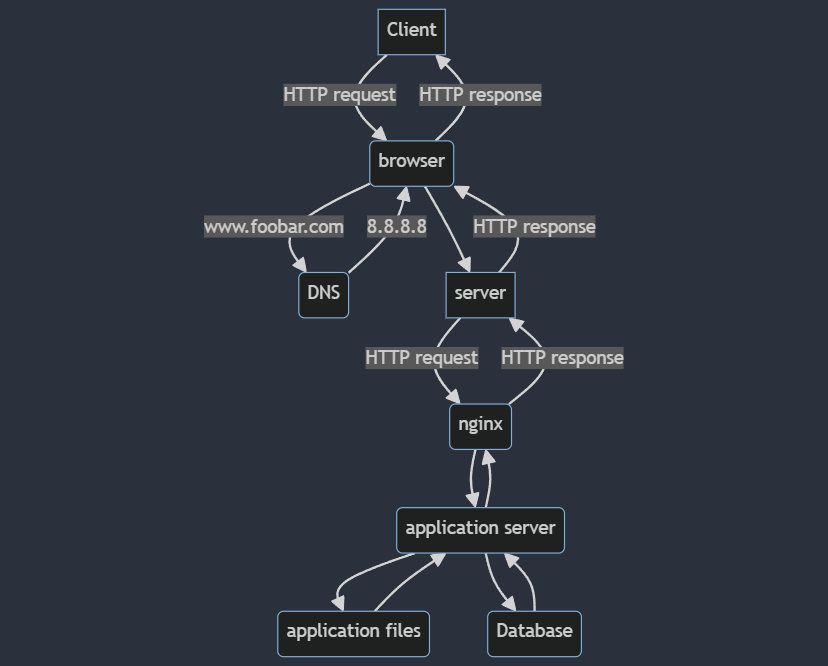 Client
HTTP request
HTTP response
browser
www.foobar.com
8.8.8.8
HTTP response
DNS
server
HTTP request
HTTP response
nginx
application server
application files
Database